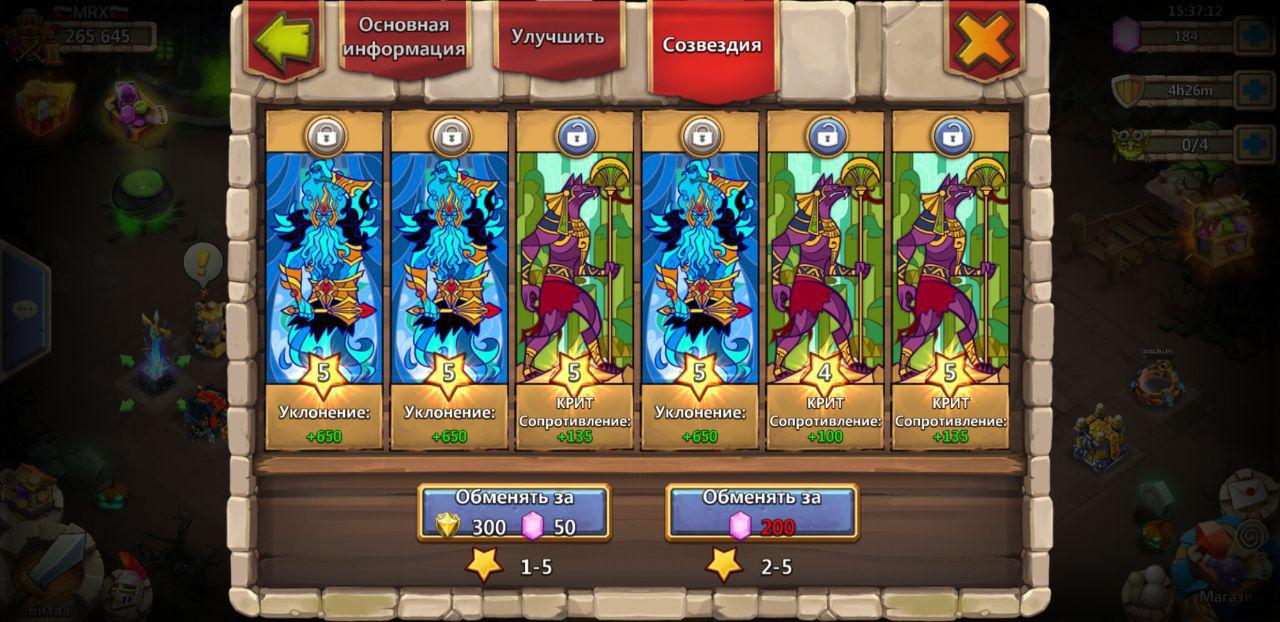 MRX
265 645
II
Основная
информация
Улучшить
Созвездия
15:37:12
184
4h26m
0/4
5
5
5
5
4
5
Уклонение:
+650
Уклонение:
+650
КРИТ
Сопротивление:
+135
Уклонение:
+650
КРИТ
Сопротивление:
+100
КРИТ
Сопротивление:
+135
Обменять за
300 50
1-5
Обменять за
200
2-5
Битва